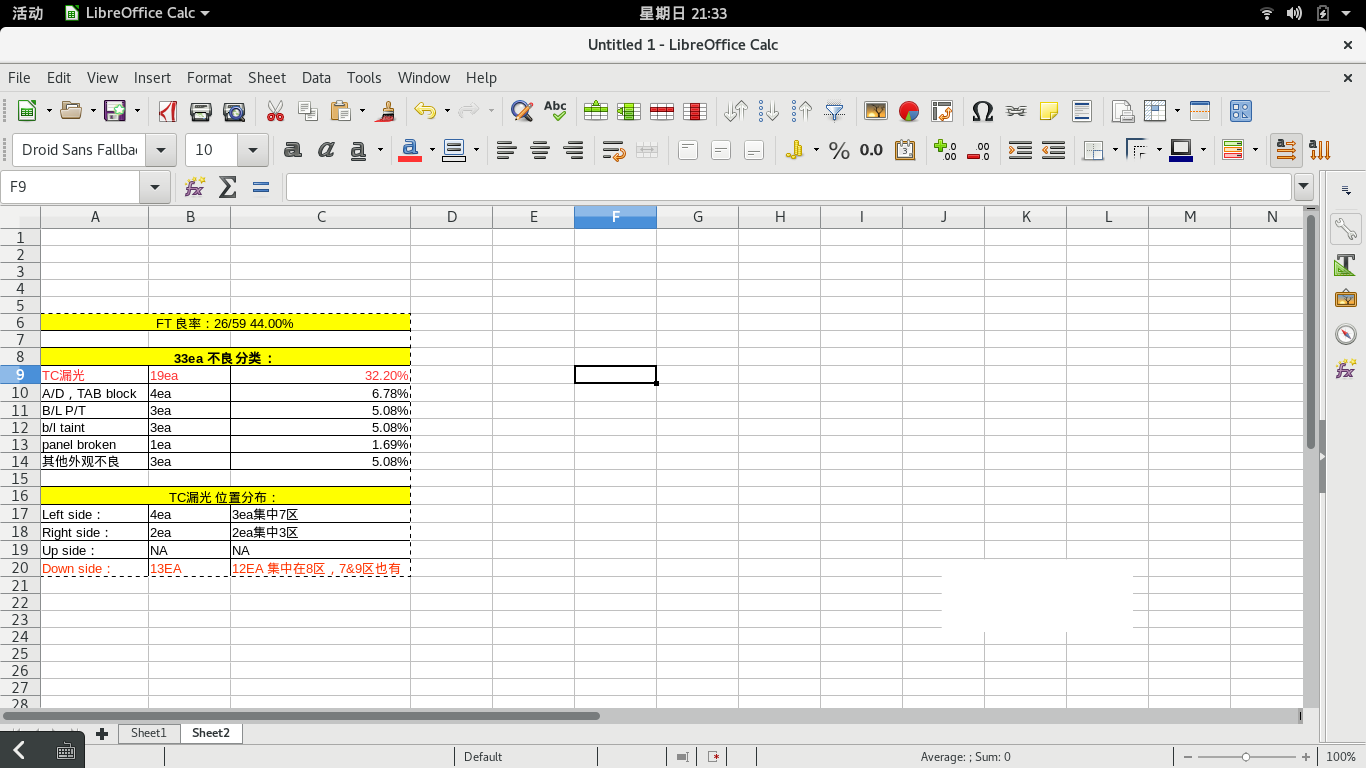 活动 LibreOffice Calc 星期日 21:33
Untitled 1 - LibreOffice Calc
File Edit View Insert Format Sheet Data Tools Window Help
Abc
Droid Sans Fallba 10 a a a a % 0.0
F9
A B C D E F G H I J K L M N
1
2
3
4
5
6 FT 良率：26/59 44.00%
7
8 33ea 不良分类：
9 TC漏光 19ea 32.20%
10 A/D，TAB block 4ea 6.78%
11 B/L P/T 3ea 5.08%
12 b/l taint 3ea 5.08%
13 panel broken 1ea 1.69%
14 其他外观不良 3ea 5.08%
15
16 TC漏光 位置分布：
17 Left side： 4ea 3ea集中7区
18 Right side： 2ea 2ea集中3区
19 Up side： NA NA
20 Down side： 13EA 12EA 集中在8区，7&9区也有
21
22
23
24
25
26
27
28
Sheet1 Sheet2
Default Average: ; Sum: 0 100%